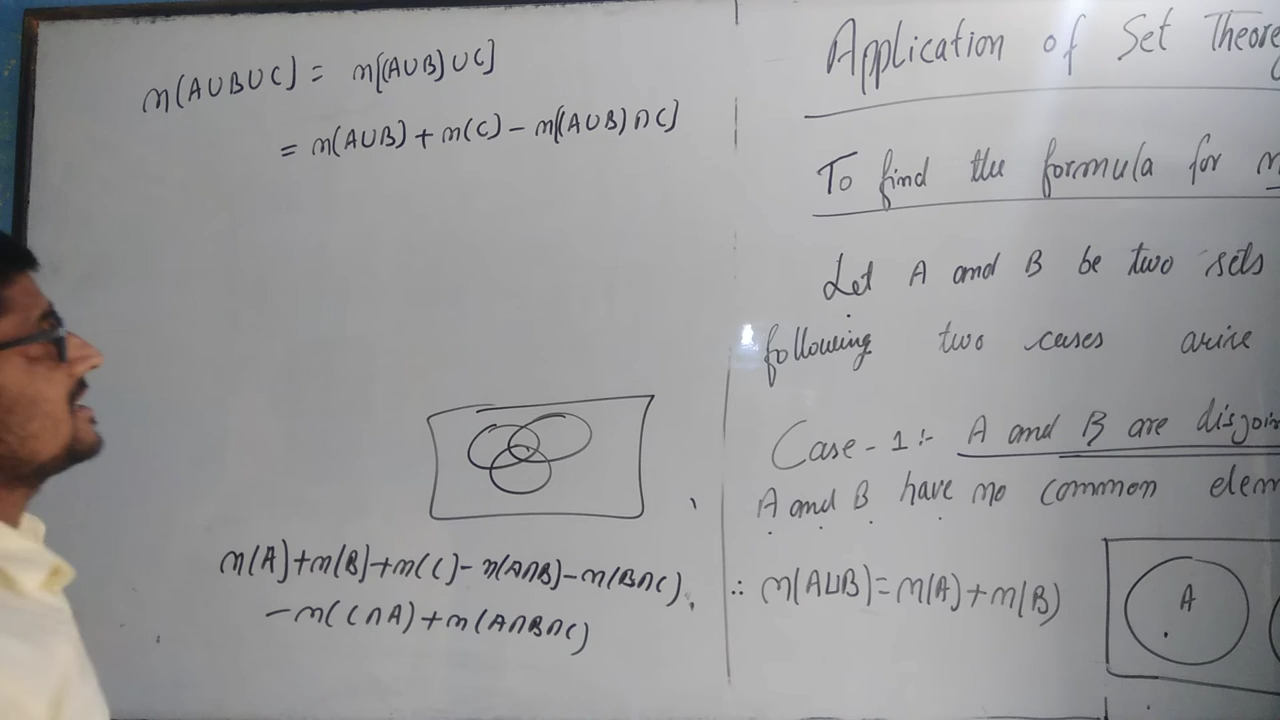 n(AUBUC) = n[(AUB)UC]
= n(AUB) + n(C) - n[(AUB)∩C]
n(A)+n(B)+n(C)-n(A∩B)-n(B∩C)
-n(C∩A)+n(A∩B∩C)
Application of Set Theory
To find the formula for n
Let A and B be two sets
following two cases arise
Case-1:- A and B are disjoin
A and B have no common elem
∴ n(AUB)=n(A)+n(B)
A